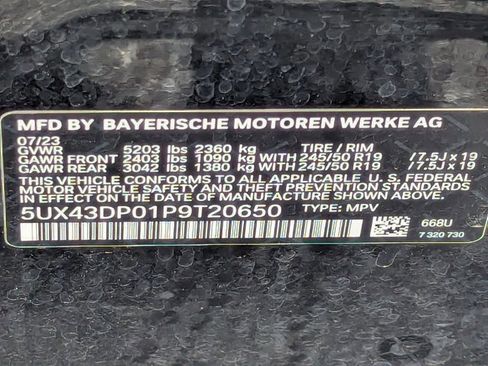 MFD BY BAYERISCHE MOTOREN WERKE AG
07/23
GVWR 5203 lbs 2360 kg TIRE / RIM
GAWR FRONT 2403 lbs 1090 kg WITH 245/50 R19 /7.5J x 19
GAWR REAR 3042 lbs 1380 kg WITH 245/50 R19 /7.5J x 19
THIS VEHICLE CONFORMS TO ALL APPLICABLE U. S. FEDERAL
MOTOR VEHICLE SAFETY AND THEFT PREVENTION STANDARDS
IN EFFECT ON THE DATE OF MANUFACTURE SHOWN ABOVE.
5UX43DP01P9T20650 TYPE: MPV
668U
7 320 730